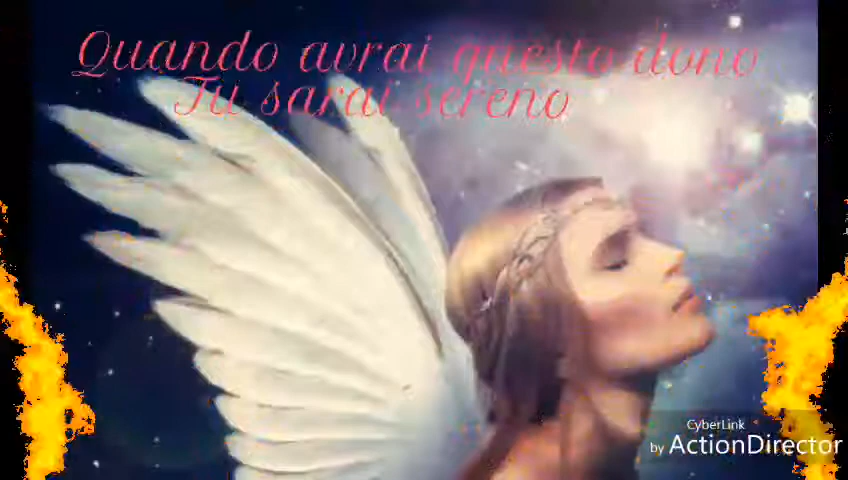 Quando avrai questo dono
Tu sarai sereno
CyberLink
by ActionDirector